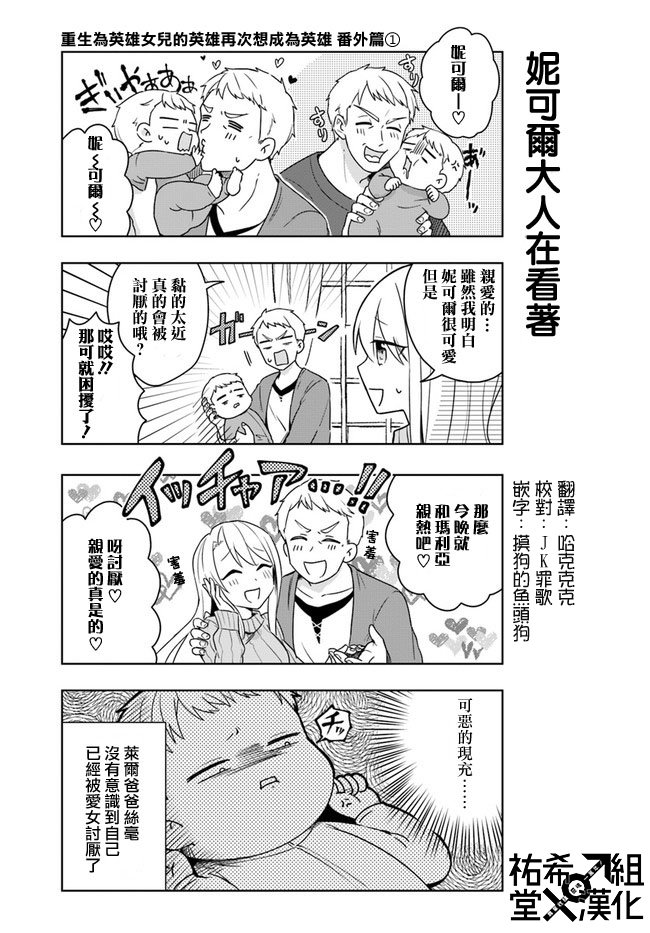 重生為英雄女兒的英雄再次想成為英雄 番外篇①
妮可爾大人在看著
妮可爾ー♡
すり
すり
あ゛ーッ
ぎぃやああぁぁ
妮～可爾～♡
親愛的…
雖然我明白
妮可爾很可愛
但是
ガーーン
黏的太近
真的會被
討厭的哦？
哎哎!!
那可就困擾了！
那麼
今晚就
和瑪利亞
親熱吧♡
イッチャア…!!
害羞
害羞
呀討厭♡
親愛的真是的♡
可惡的現充……
チッ
萊爾爸爸絲毫
沒有意識到自己
已經被愛女討厭了
翻譯：哈克克克
校對：JK罪歌
嵌字：摸狗的魚頭狗
祐希堂
組漢化